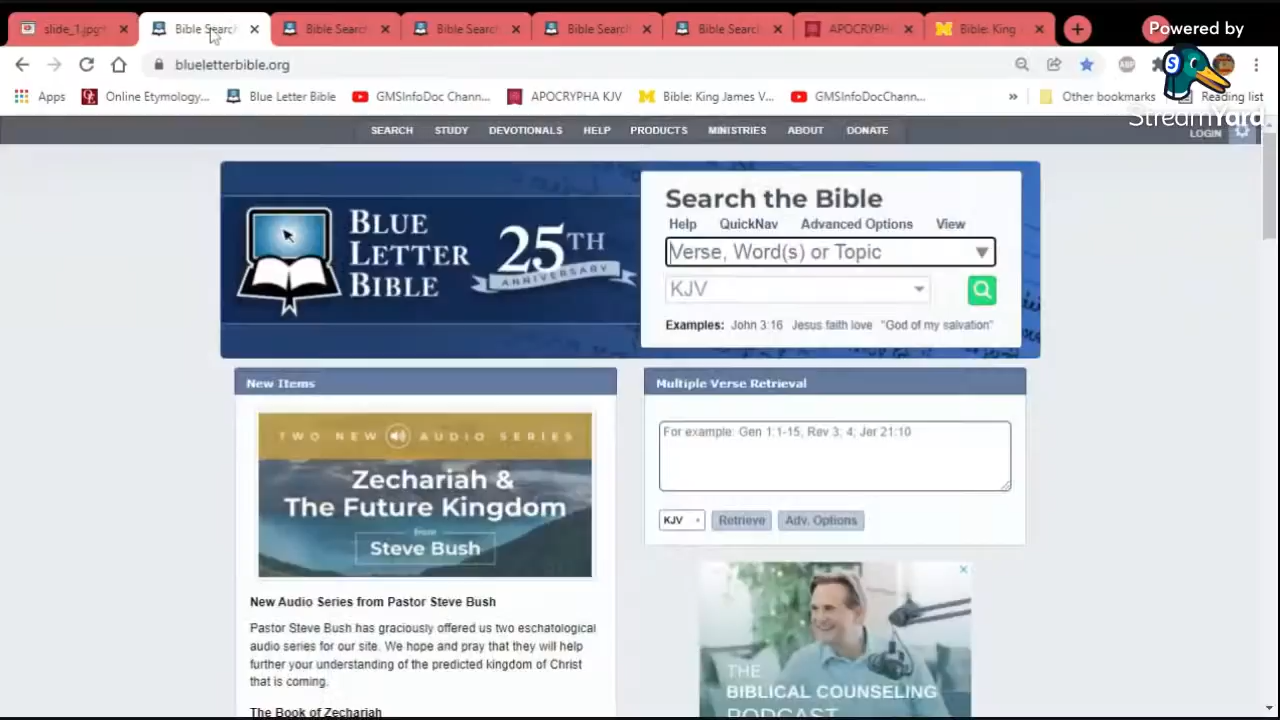 slide_1.jpg
Bible Search
Bible Search
Bible Search
Bible Search
Bible Search
APOCRYPH
Bible: King
Powered by
StreamYard
blueletterbible.org
ABP
Apps
Online Etymology...
Blue Letter Bible
GMSInfoDoc Chann...
APOCRYPHA KJV
Bible: King James V...
GMSInfoDocChann...
»
Other bookmarks
Reading list
SEARCH STUDY DEVOTIONALS HELP PRODUCTS MINISTRIES ABOUT DONATE
LOGIN
BLUE
LETTER
BIBLE
25TH
ANNIVERSARY
Search the Bible
Help QuickNav Advanced Options View
Verse, Word(s) or Topic
KJV
Examples: John 3:16 Jesus faith love "God of my salvation"
New Items
TWO NEW AUDIO SERIES
Zechariah &
The Future Kingdom
from
Steve Bush
New Audio Series from Pastor Steve Bush
Pastor Steve Bush has graciously offered us two eschatological
audio series for our site. We hope and pray that they will help
further your understanding of the predicted kingdom of Christ
that is coming.
The Book of Zechariah
Multiple Verse Retrieval
For example: Gen 1:1-15; Rev 3; 4; Jer 21:10
KJV Retrieve Adv. Options
THE
BIBLICAL COUNSELING
PODCAST